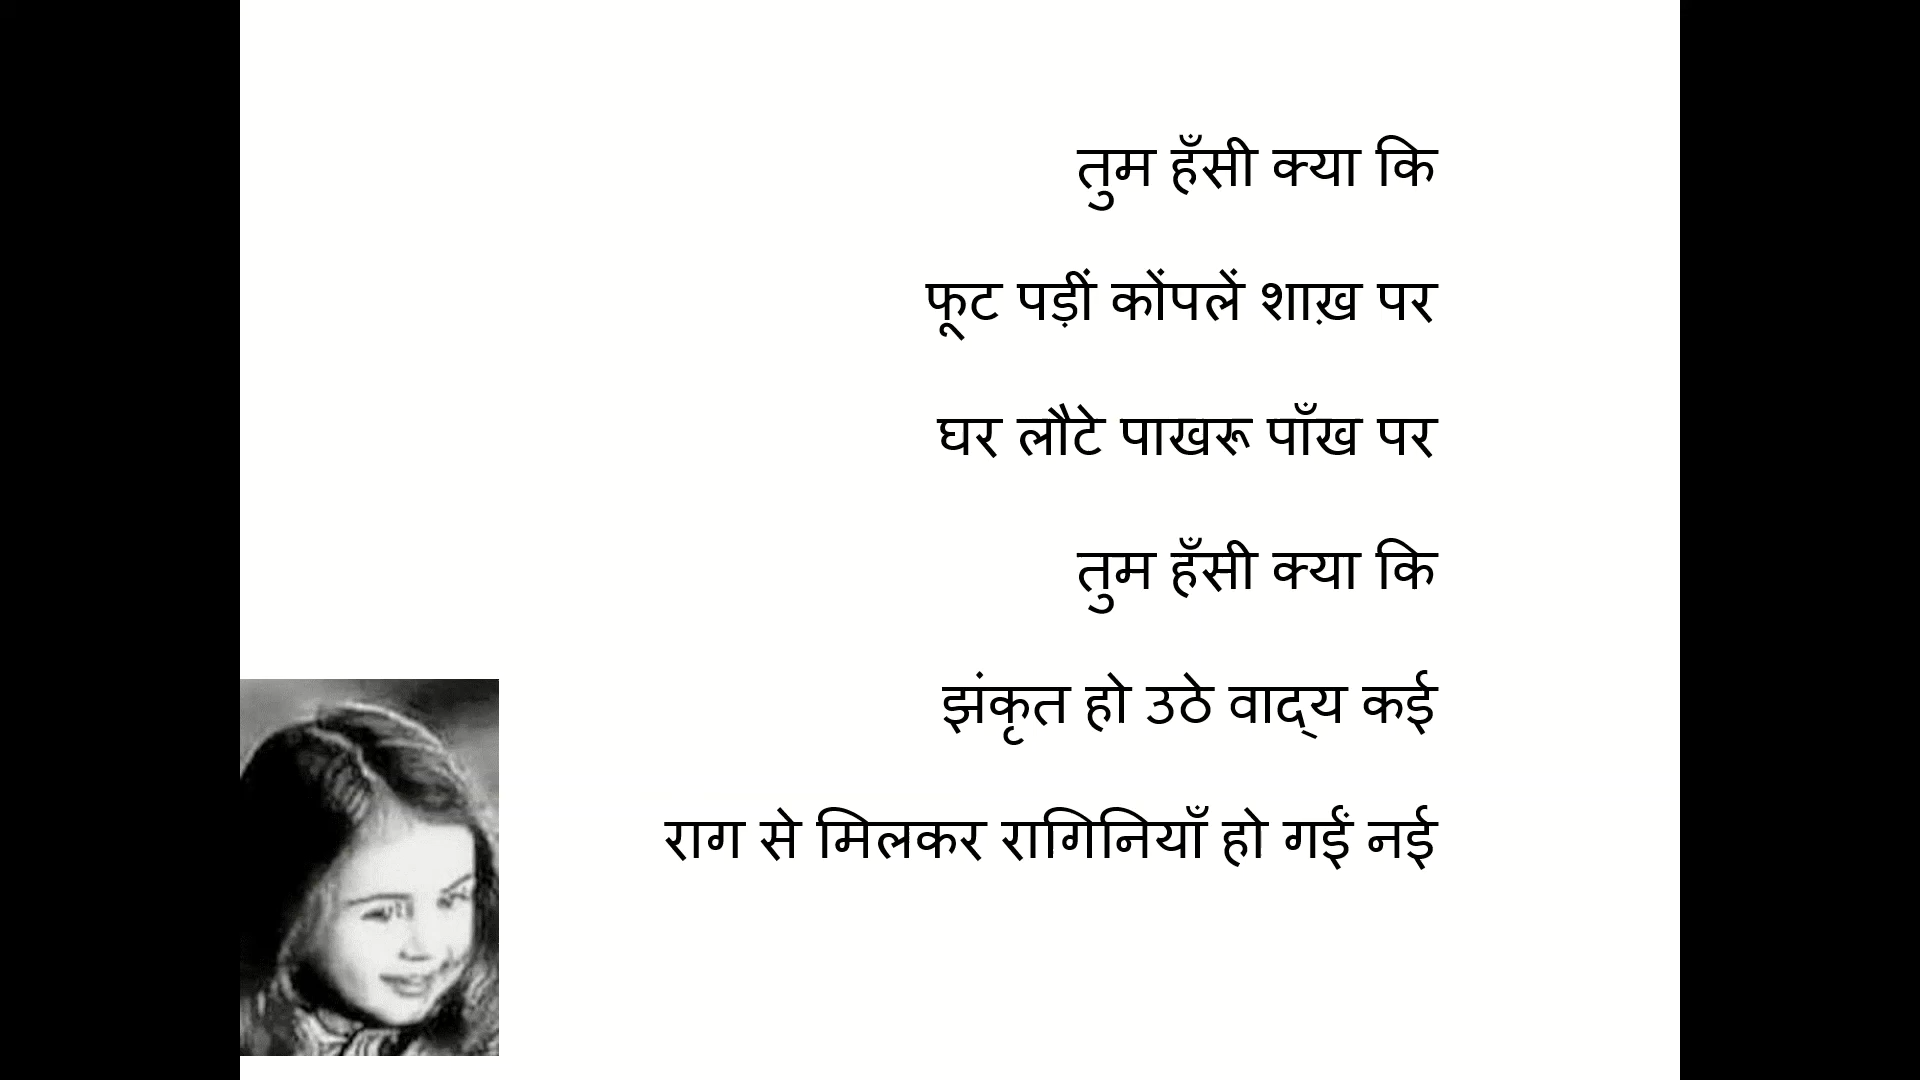 तुम हँसी क्या कि
फूट पड़ीं कोंपलें शाख़ पर
घर लौटे पाखरू पाँख पर
तुम हँसी क्या कि
झंकृत हो उठे वाद्‌य कई
राग से मिलकर रागिनियाँ हो गईं नई